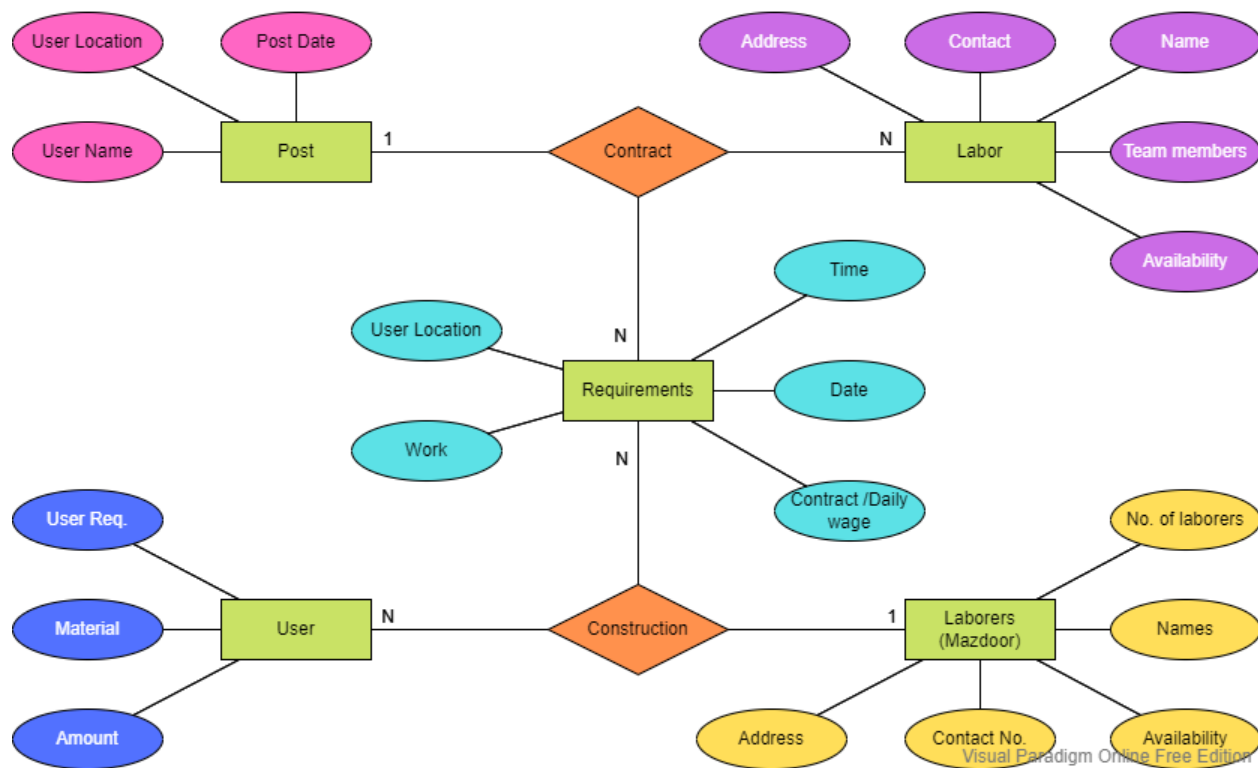 User Location
Post Date
Address
Contact
Name
User Name
Post
1
Contract
N
Labor
Team members
Availability
Time
User Location
N
Requirements
Date
Work
N
Contract /Daily
wage
User Req.
No. of laborers
Material
User
N
Construction
1
Laborers
(Mazdoor)
Names
Amount
Address
Contact No.
Availability
Visual Paradigm Online Free Edition